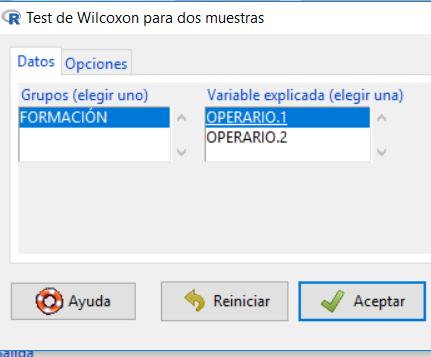 Test de Wilcoxon para dos muestras
Datos Opciones
Grupos (elegir uno) Variable explicada (elegir una)
FORMACIÓN OPERARIO.1
OPERARIO.2
Ayuda Reiniciar Aceptar
Salida